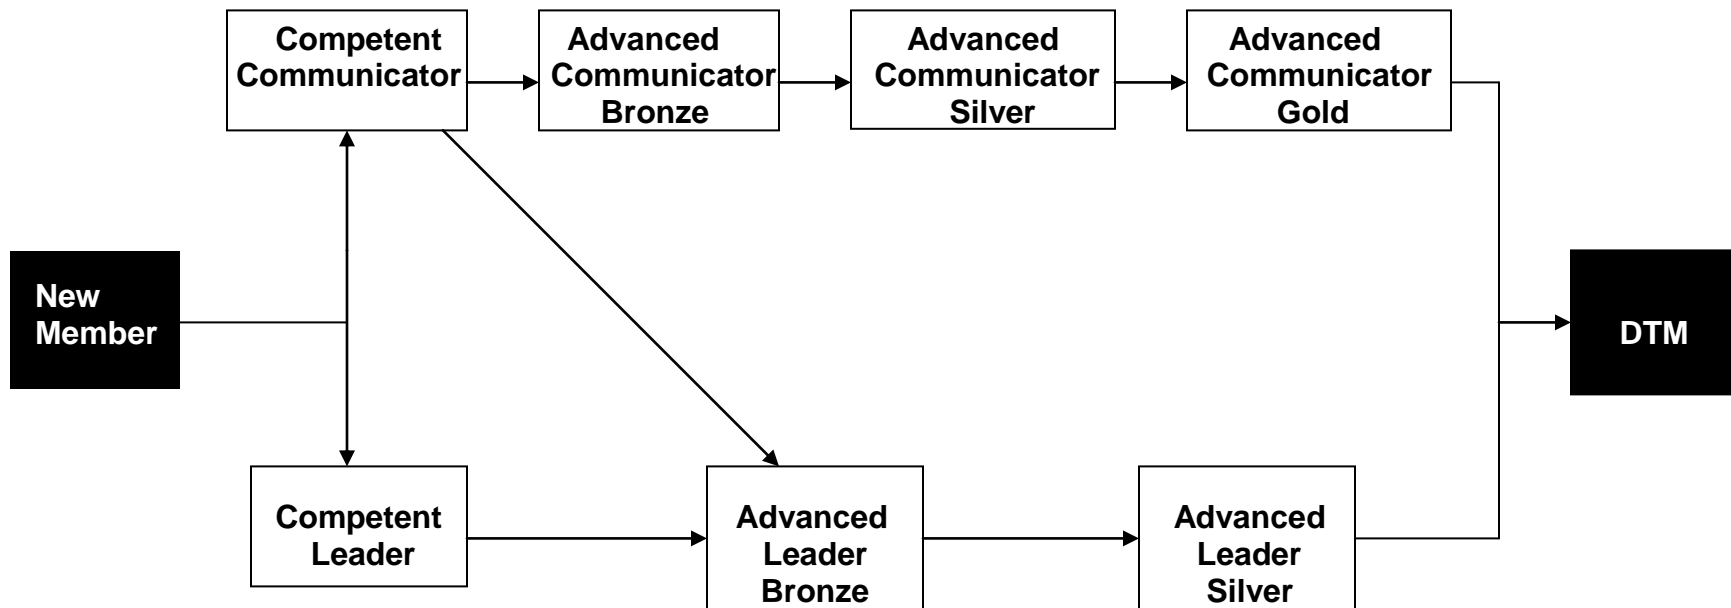 Competent
Communicator
Advanced
Communicator
Bronze
Advanced
Communicator
Silver
Advanced
Communicator
Gold
New
Member
DTM
Competent
Leader
Advanced
Leader
Bronze
Advanced
Leader
Silver